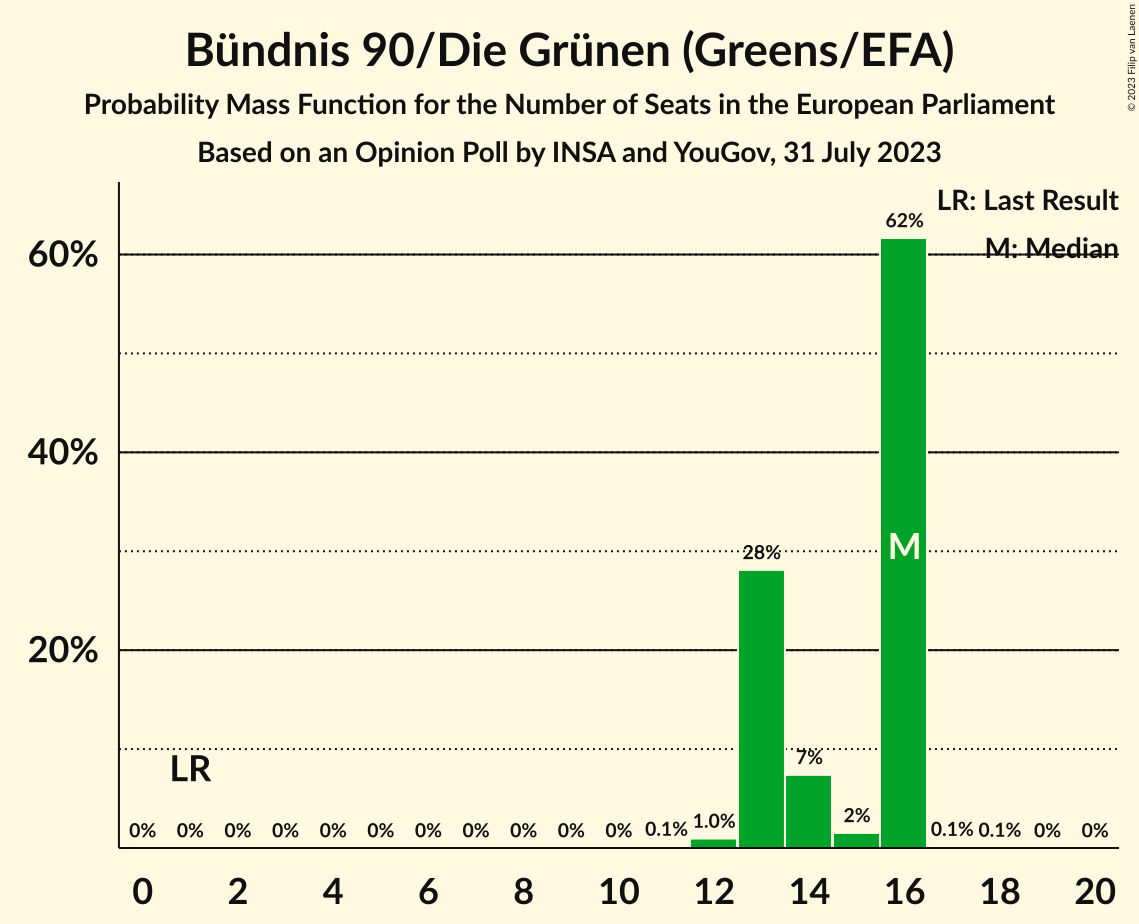 Bündnis 90/Die Grünen (Greens/EFA)
Probability Mass Function for the Number of Seats in the European Parliament
Based on an Opinion Poll by INSA and YouGov, 31 July 2023
© 2023 Filip van Laenen
LR: Last Result
M: Median
60%
40%
20%
62%
28%
M
LR
7%
0% 0% 0% 0% 0% 0% 0% 0% 0% 0% 0% 0.1% 1.0% 2% 0.1% 0.1% 0% 0%
0 2 4 6 8 10 12 14 16 18 20